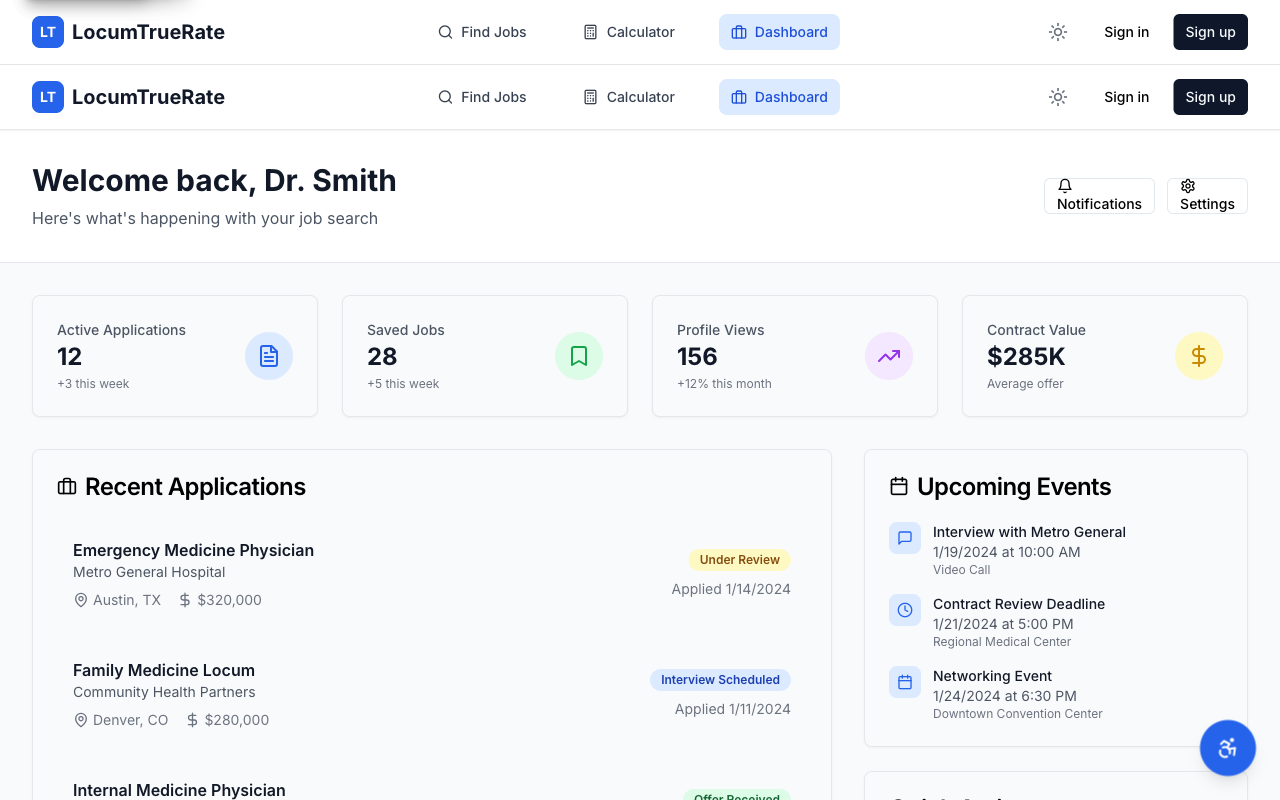 LT LocumTrueRate Find Jobs Calculator Dashboard Sign in Sign up
LT LocumTrueRate Find Jobs Calculator Dashboard Sign in Sign up
Welcome back, Dr. Smith
Here's what's happening with your job search
Notifications
Settings
Active Applications
12
+3 this week
Saved Jobs
28
+5 this week
Profile Views
156
+12% this month
Contract Value
$285K
Average offer
Recent Applications
Emergency Medicine Physician
Metro General Hospital
Austin, TX $320,000
Under Review
Applied 1/14/2024
Family Medicine Locum
Community Health Partners
Denver, CO $280,000
Interview Scheduled
Applied 1/11/2024
Internal Medicine Physician
Offer Received
Upcoming Events
Interview with Metro General
1/19/2024 at 10:00 AM
Video Call
Contract Review Deadline
1/21/2024 at 5:00 PM
Regional Medical Center
Networking Event
1/24/2024 at 6:30 PM
Downtown Convention Center